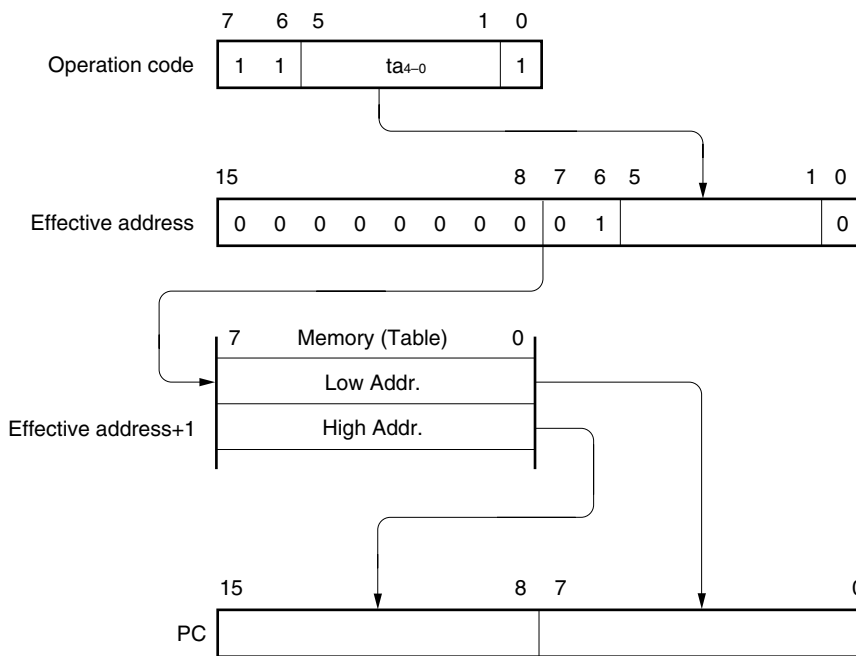 7 6 5 1 0
Operation code 1 1 ta4–0 1
15 8 7 6 5 1 0
Effective address 0 0 0 0 0 0 0 0 0 1 0
7 Memory (Table) 0
Low Addr.
Effective address+1 High Addr.
15 8 7 0
PC